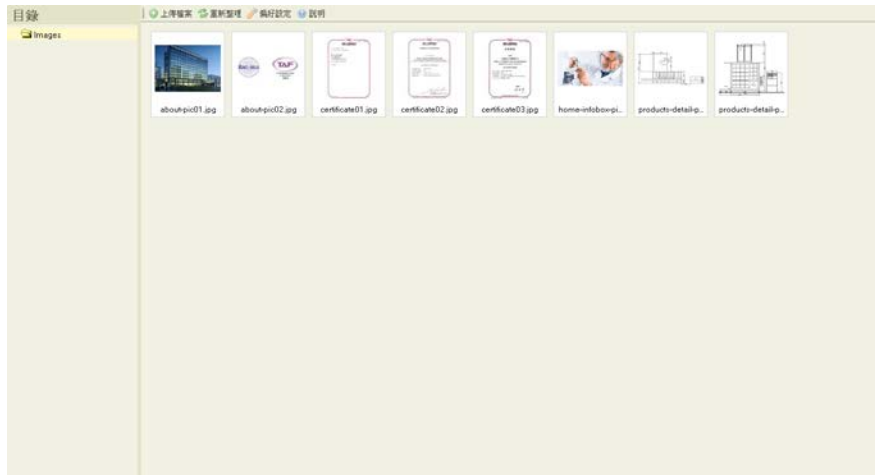 目錄
上傳檔案 重新整理 偏好設定 說明
Images
TAF
about-pic01.jpg about-pic02.jpg certificate01.jpg certificate02.jpg certificate03.jpg home-infobox-pi... products-detail-p... products-detail-p...